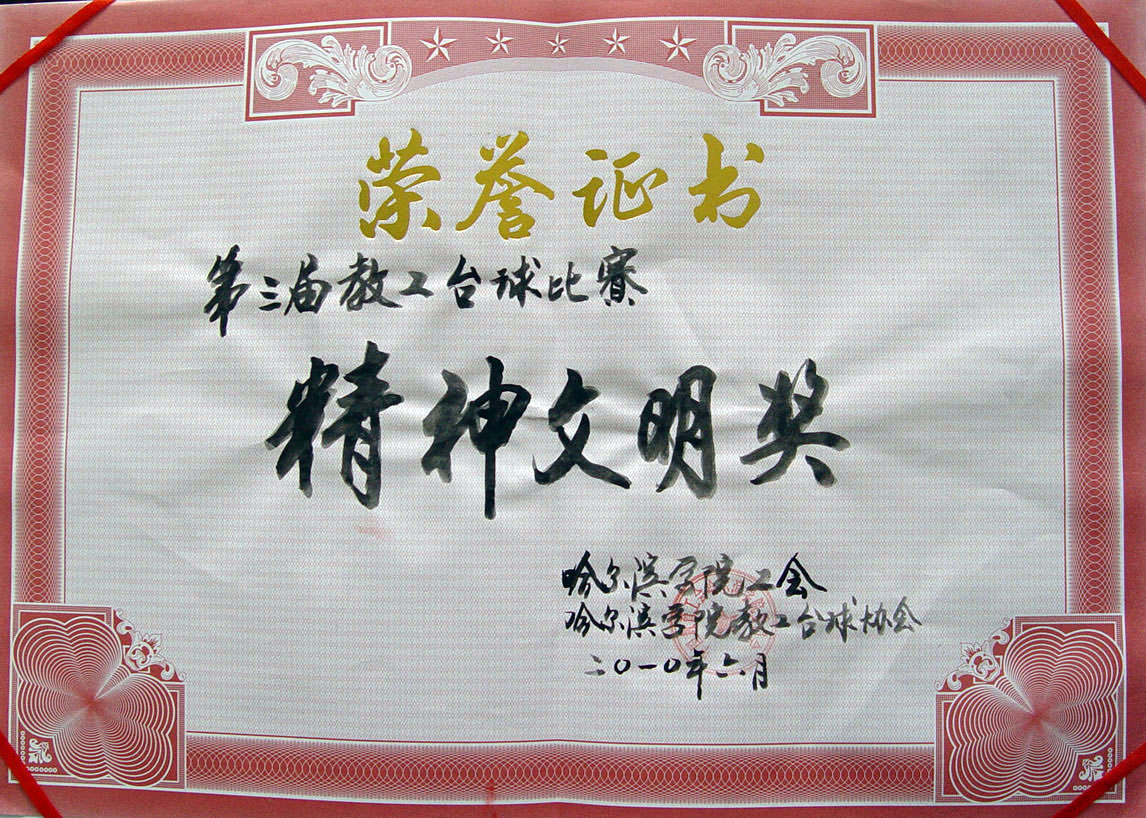 荣誉证书
第三届教工台球比赛
精神文明奖
哈尔滨学院工会
哈尔滨学院教工台球协会
二〇一〇年六月